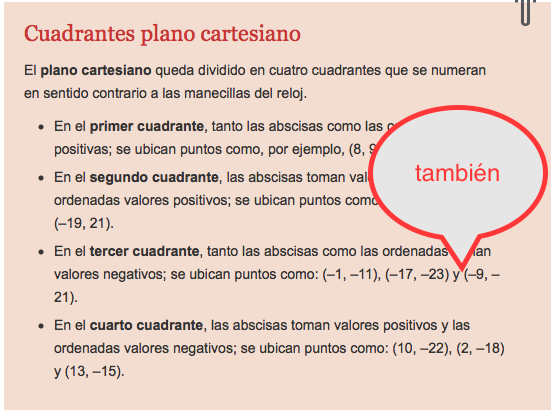 Cuadrantes plano cartesiano
El plano cartesiano queda dividido en cuatro cuadrantes que se numeran
en sentido contrario a las manecillas del reloj.
• En el primer cuadrante, tanto las abscisas como las
positivas; se ubican puntos como, por ejemplo, (8, 9
• En el segundo cuadrante, las abscisas toman
ordenadas valores positivos; se ubican puntos como
(–19, 21).
también
• En el tercer cuadrante, tanto las abscisas como las ordenadas
valores negativos; se ubican puntos como: (–1, –11), (–17, –23) y (–9, –
21).
• En el cuarto cuadrante, las abscisas toman valores positivos y las
ordenadas valores negativos; se ubican puntos como: (10, –22), (2, –18)
y (13, –15).